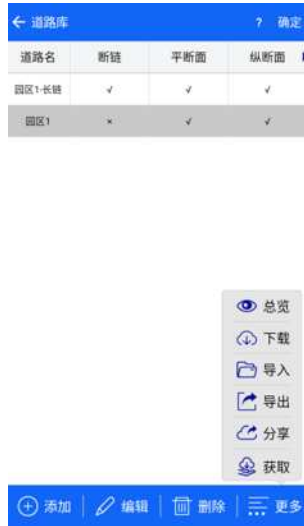 道路库 ? 确定
道路名 断链 平断面 纵断面
园区1-长链 √ √ √
园区1 × √ √
总览
下载
导入
导出
分享
获取
添加 编辑 删除 更多